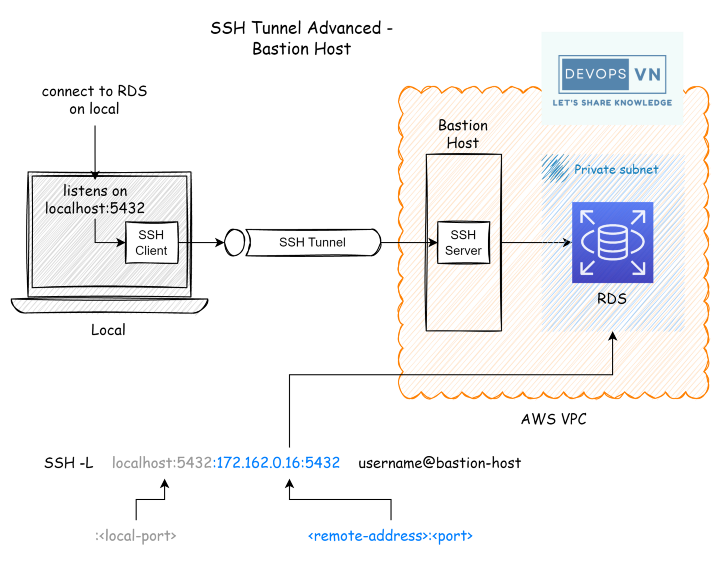 SSH Tunnel Advanced -
Bastion Host
DEVOPS VN
LET'S SHARE KNOWLEDGE
connect to RDS
on local
Bastion
Host
Private subnet
listens on
localhost:5432
SSH
Client
SSH Tunnel
SSH
Server
RDS
Local
AWS VPC
SSH -L localhost:5432:172.162.0.16:5432 username@bastion-host
:<local-port>
<remote-address>:<port>